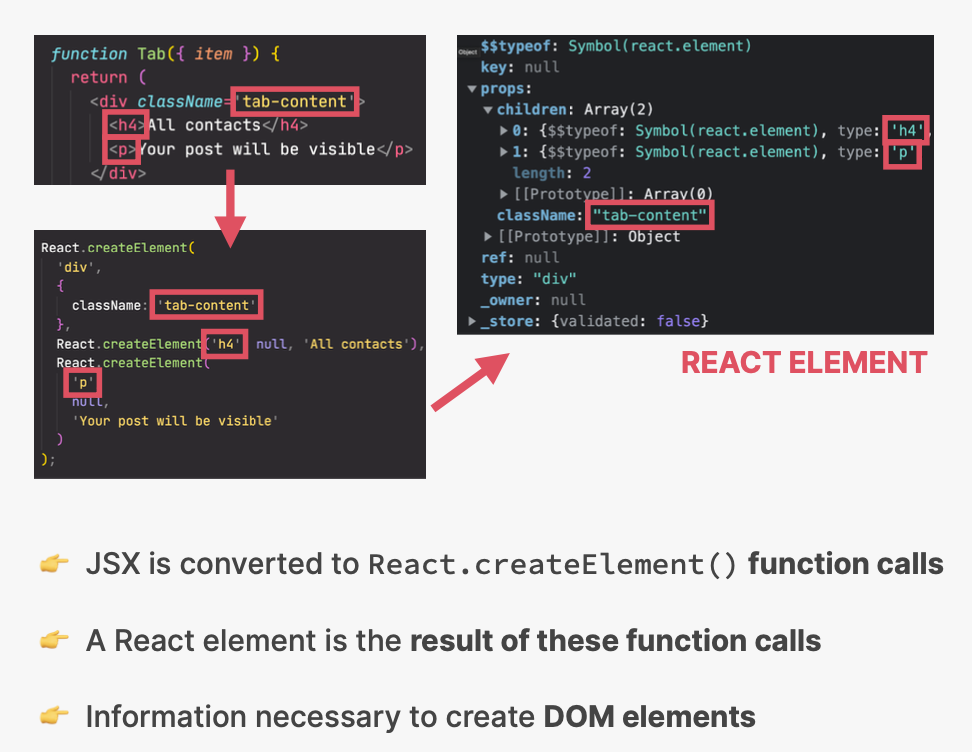 function Tab({ item }) {
return (
<div className='tab-content'>
<h4>All contacts</h4>
<p>Your post will be visible</p>
</div>
React.createElement(
'div',
{
className: 'tab-content'
},
React.createElement('h4' null, 'All contacts'),
React.createElement(
'p'
null,
'Your post will be visible'
)
);
Object
$$typeof: Symbol(react.element)
key: null
props:
children: Array(2)
0: {$$typeof: Symbol(react.element), type: 'h4',
1: {$$typeof: Symbol(react.element), type: 'p'
length: 2
[[Prototype]]: Array(0)
className: "tab-content"
[[Prototype]]: Object
ref: null
type: "div"
_owner: null
_store: {validated: false}
REACT ELEMENT
JSX is converted to React.createElement() function calls
A React element is the result of these function calls
Information necessary to create DOM elements